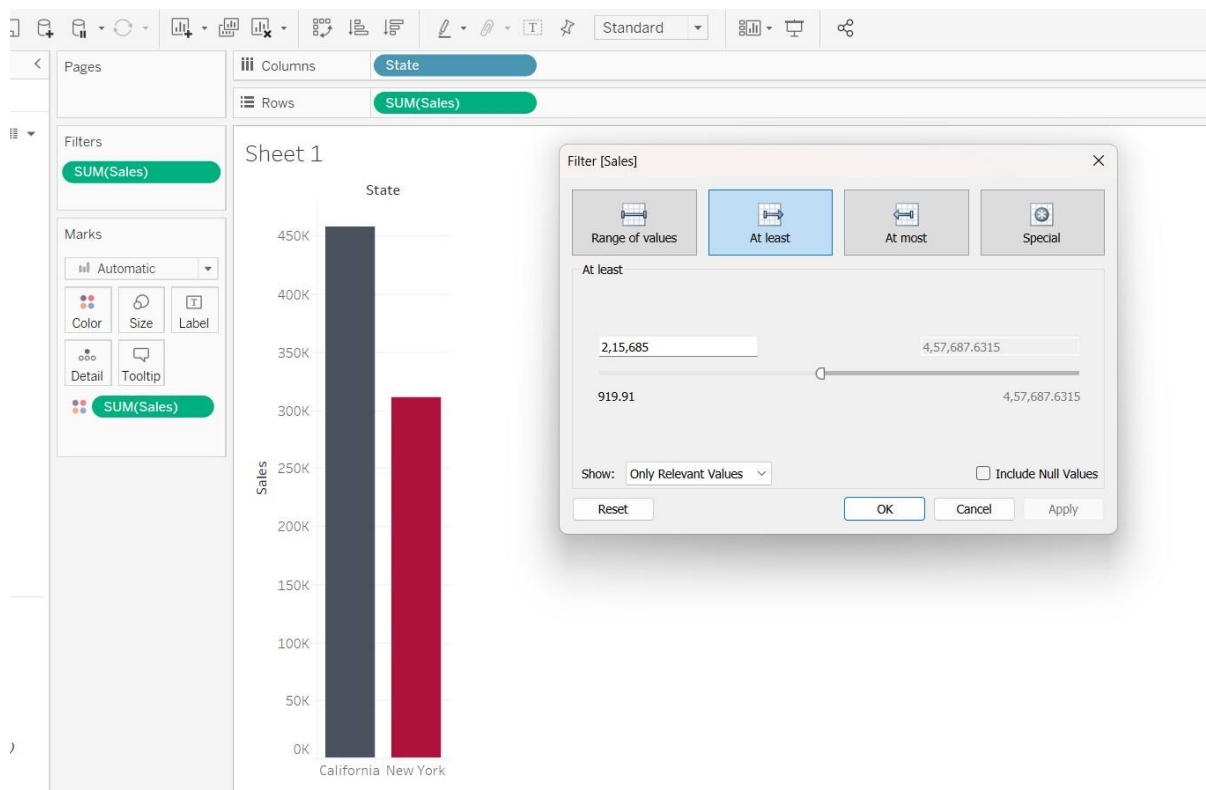 Standard
Pages
Columns
State
Rows
SUM(Sales)
Filters
SUM(Sales)
Marks
Automatic
Color
Size
Label
Detail
Tooltip
SUM(Sales)
Sheet 1
State
Sales
450K
400K
350K
300K
250K
200K
150K
100K
50K
0K
California New York
Filter [Sales]
Range of values
At least
At most
Special
At least
2,15,685
4,57,687.6315
919.91
4,57,687.6315
Show: Only Relevant Values
Include Null Values
Reset
OK
Cancel
Apply